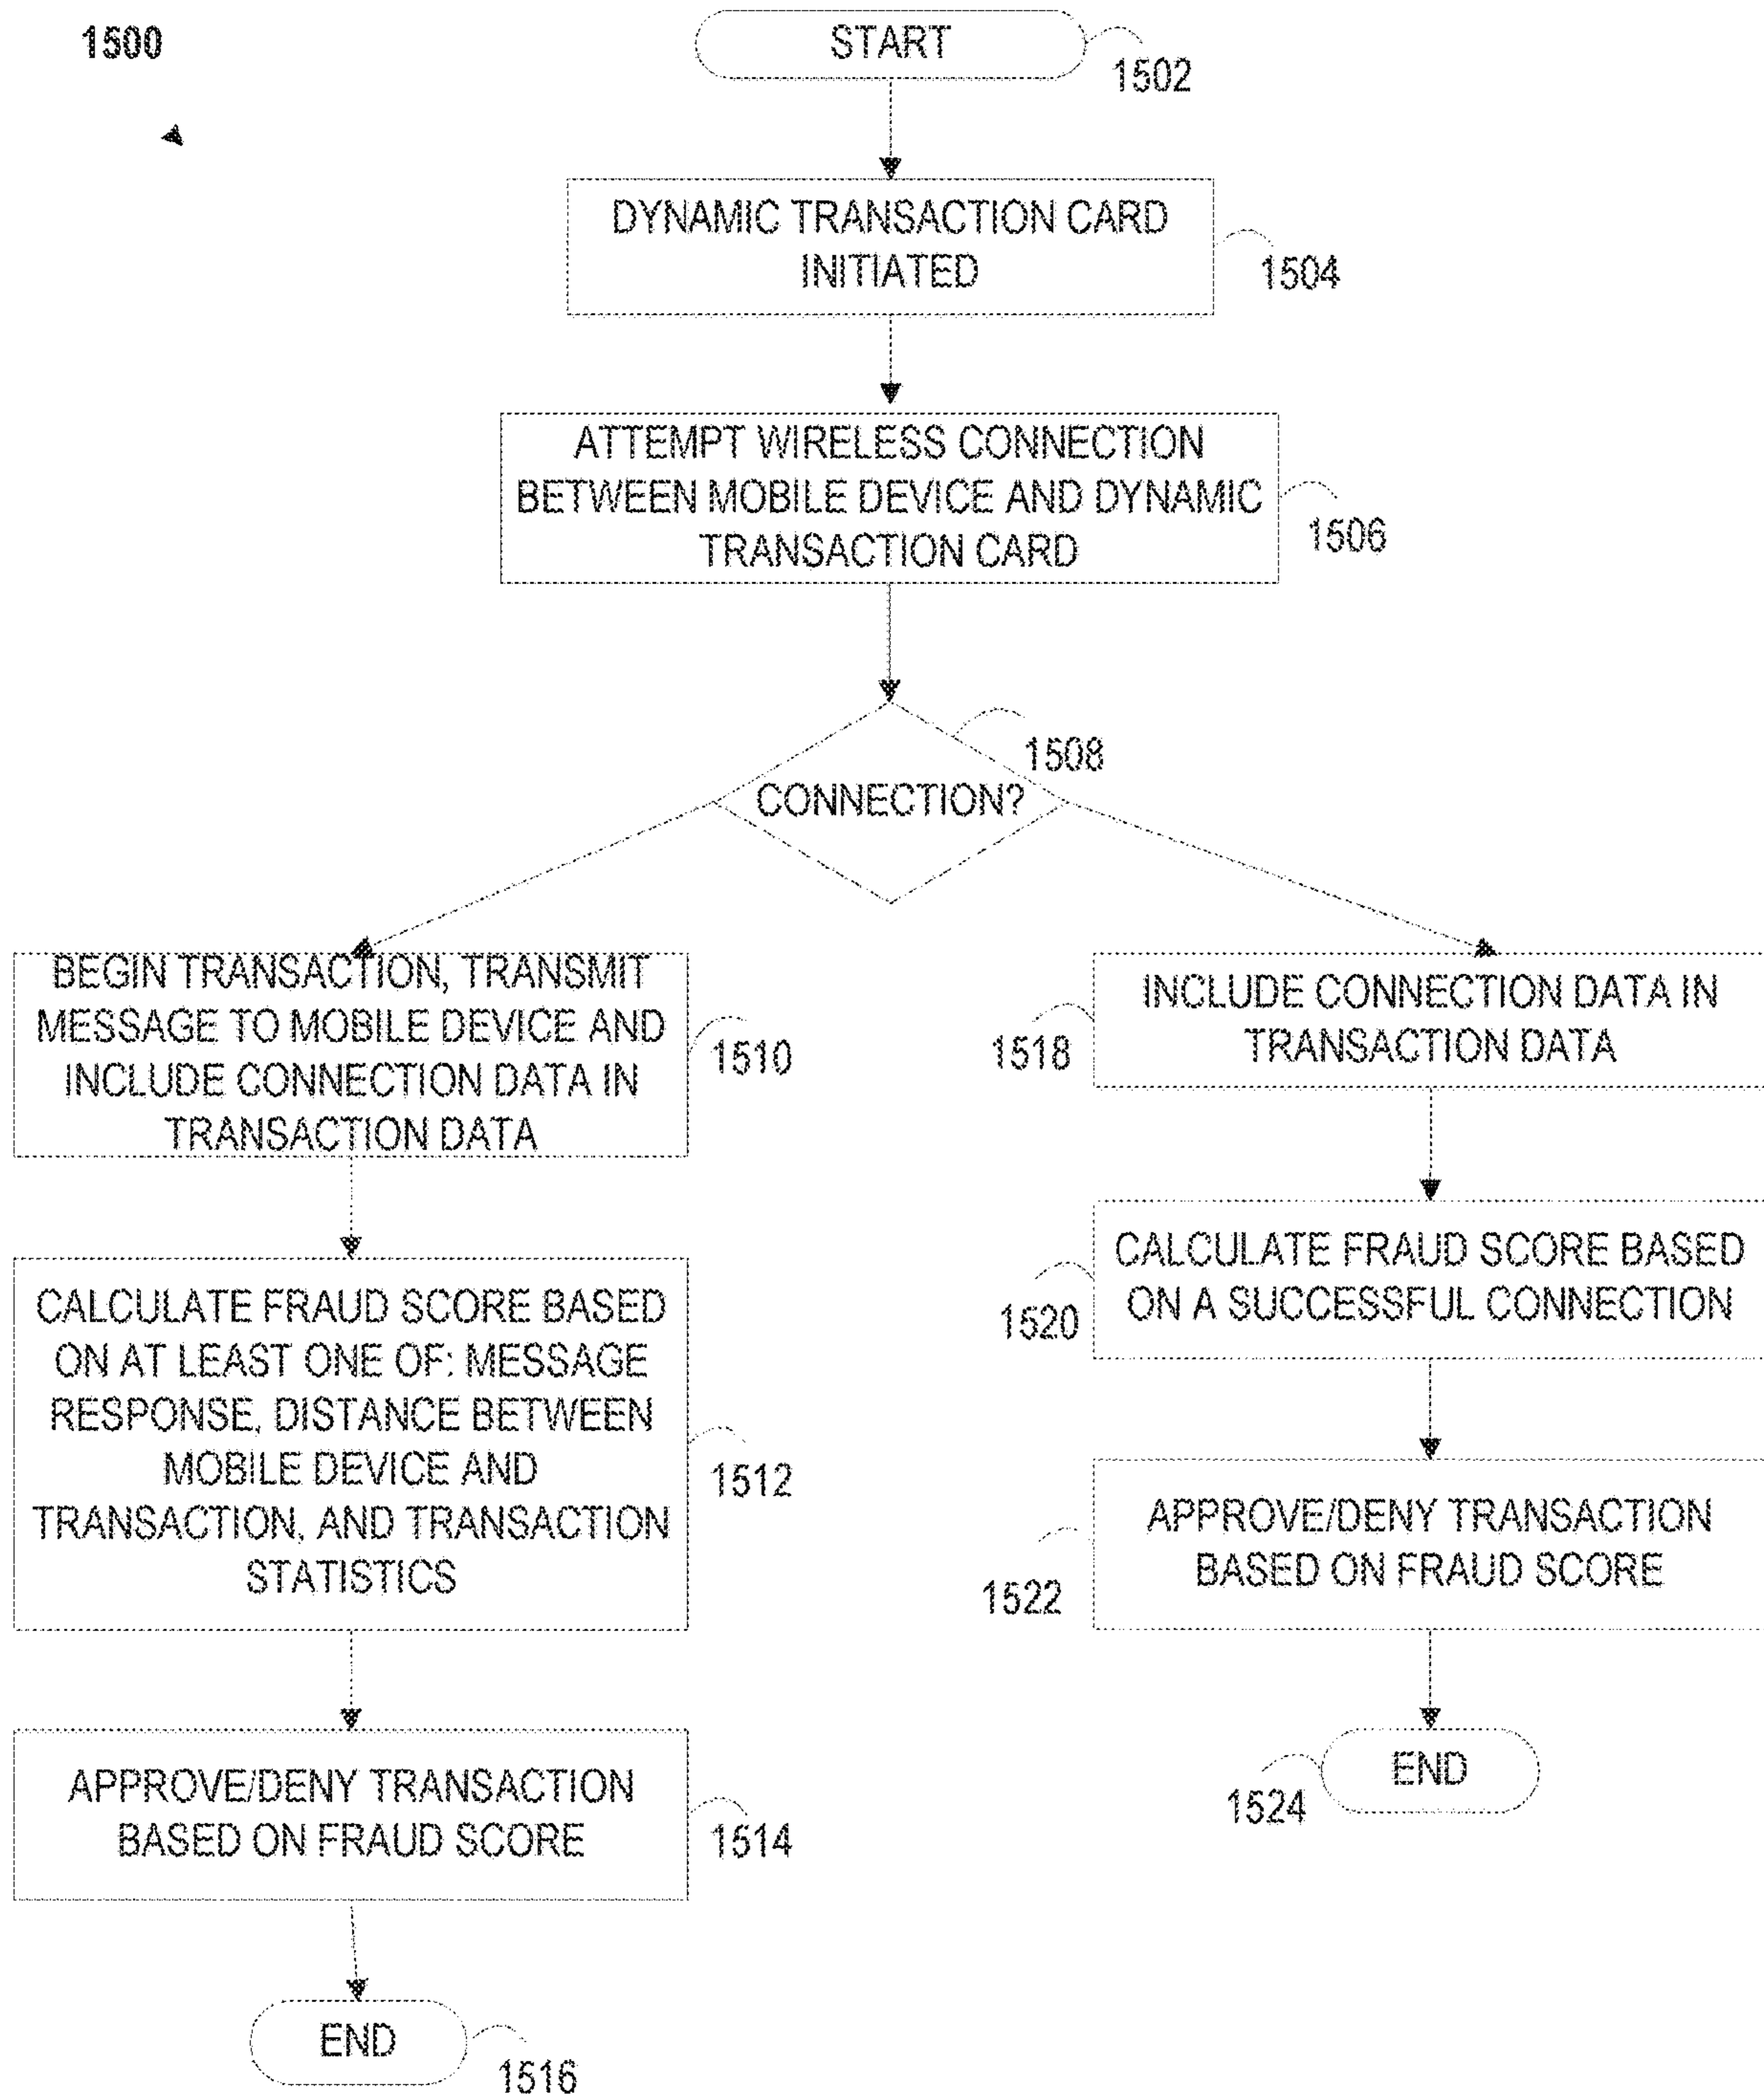 1500
START
1502
DYNAMIC TRANSACTION CARD
INITIATED
1504
ATTEMPT WIRELESS CONNECTION
BETWEEN MOBILE DEVICE AND DYNAMIC
TRANSACTION CARD
1506
1508
CONNECTION?
BEGIN TRANSACTION, TRANSMIT
MESSAGE TO MOBILE DEVICE AND
INCLUDE CONNECTION DATA IN
TRANSACTION DATA
1510
CALCULATE FRAUD SCORE BASED
ON AT LEAST ONE OF: MESSAGE
RESPONSE, DISTANCE BETWEEN
MOBILE DEVICE AND
TRANSACTION, AND TRANSACTION
STATISTICS
1512
APPROVE/DENY TRANSACTION
BASED ON FRAUD SCORE
1514
END
1516
INCLUDE CONNECTION DATA IN
TRANSACTION DATA
1518
CALCULATE FRAUD SCORE BASED
ON A SUCCESSFUL CONNECTION
1520
APPROVE/DENY TRANSACTION
BASED ON FRAUD SCORE
1522
END
1524